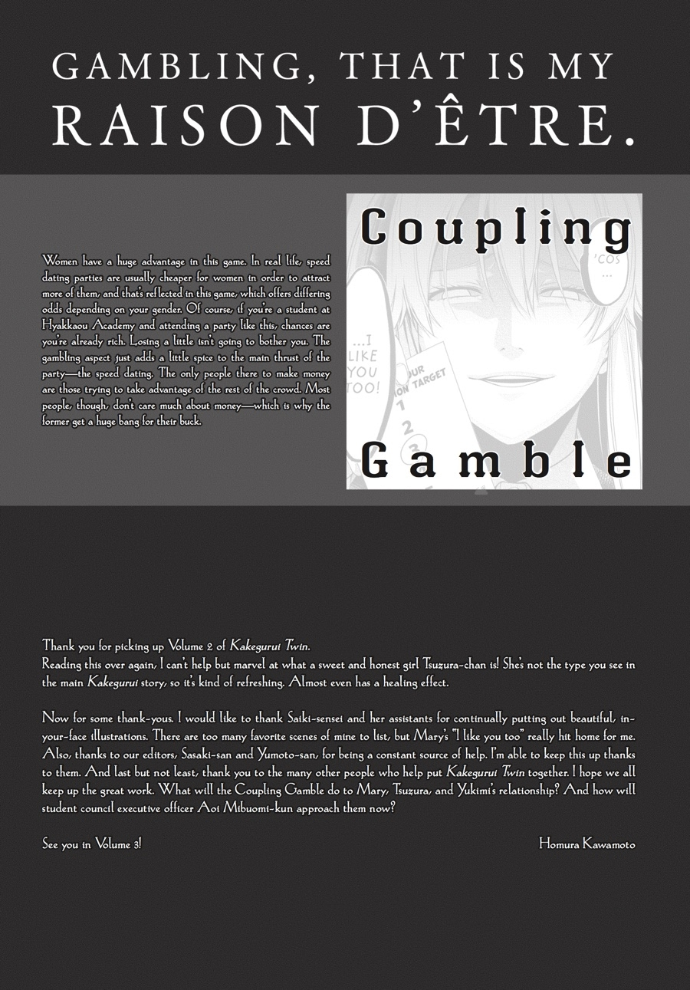 GAMBLING, THAT IS MY
RAISON D'ÊTRE.
Women have a huge advantage in this game. In real life, speed
dating parties are usually cheaper for women in order to attract
more of them, and that's reflected in this game, which offers differing
odds depending on your gender. Of course, if you're a student at
Hyakkaou Academy and attending a party like this, chances are
you're already rich. Losing a little isn't going to bother you. The
gambling aspect just adds a little spice to the main thrust of the
party—the speed dating. The only people there to make money
are those trying to take advantage of the rest of the crowd. Most
people, though, don't care much about money—which is why the
former get a huge bang for their buck.
Coupling
'COS
...
...I
LIKE
YOU
TOO!
OUR
ION TARGET
1
2
3
Gamble
Thank you for picking up Volume 2 of Kakegurui Twin.
Reading this over again, I can't help but marvel at what a sweet and honest girl Tsuzura-chan is! She's not the type you see in
the main Kakegurui story, so it's kind of refreshing. Almost even has a healing effect.
Now for some thank-yous. I would like to thank Saiki-sensei and her assistants for continually putting out beautiful, in-
your-face illustrations. There are too many favorite scenes of mine to list, but Mary's "I like you too" really hit home for me.
Also, thanks to our editors, Sasaki-san and Yumoto-san, for being a constant source of help. I'm able to keep this up thanks
to them. And last but not least, thank you to the many other people who help put Kakegurui Twin together. I hope we all
keep up the great work. What will the Coupling Gamble do to Mary, Tsuzura, and Yukimi's relationship? And how will
student council executive officer Aoi Mibuomi-kun approach them now?
See you in Volume 3!
Homura Kawamoto